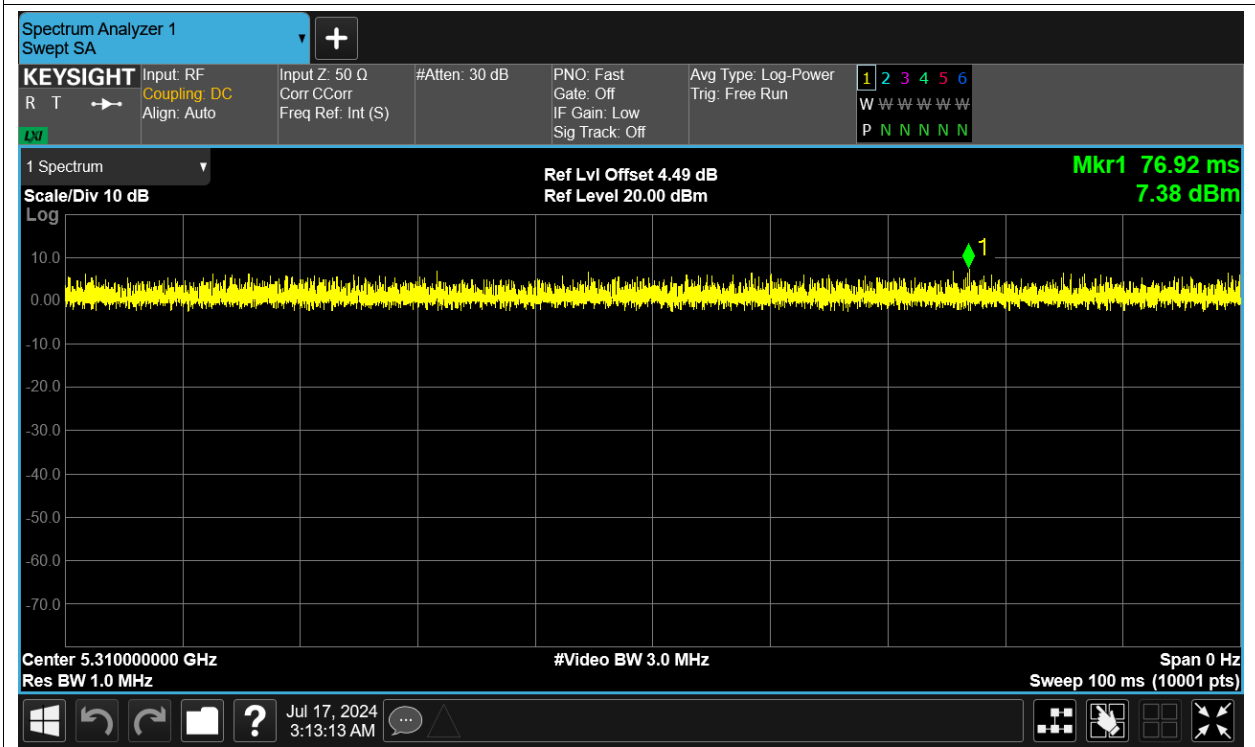 Spectrum Analyzer 1
Swept SA
KEYSIGHT
R T
LXI
Input: RF
Coupling: DC
Align: Auto
Input Z: 50 Ω
Corr CCorr
Freq Ref: Int (S)
#Atten: 30 dB
PNO: Fast
Gate: Off
IF Gain: Low
Sig Track: Off
Avg Type: Log-Power
Trig: Free Run
1 2 3 4 5 6
W W W W W W
P N N N N N
1 Spectrum
Scale/Div 10 dB
Ref Lvl Offset 4.49 dB
Ref Level 20.00 dBm
Mkr1 76.92 ms
7.38 dBm
Log
1
10.0
0.00
-10.0
-20.0
-30.0
-40.0
-50.0
-60.0
-70.0
Center 5.310000000 GHz
Res BW 1.0 MHz
#Video BW 3.0 MHz
Span 0 Hz
Sweep 100 ms (10001 pts)
?
Jul 17, 2024
3:13:13 AM